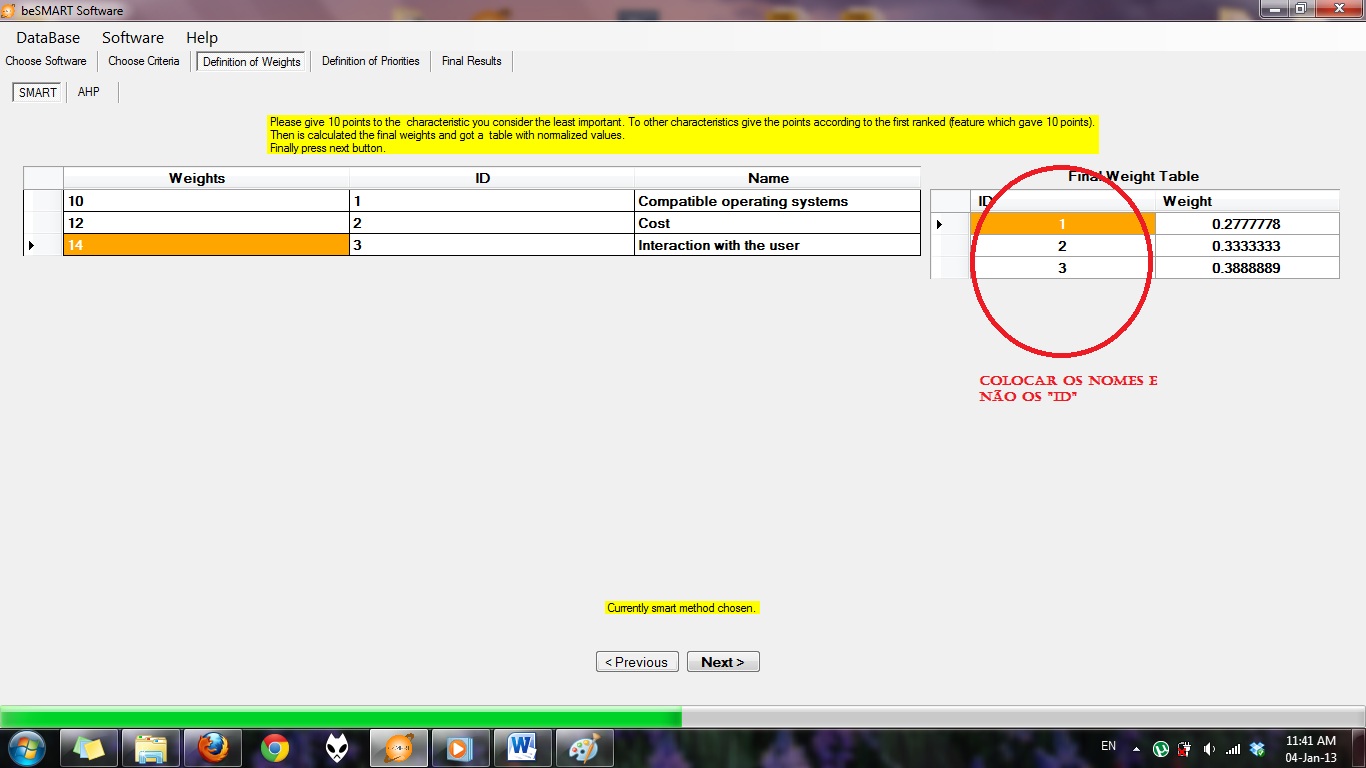 beSMART Software
DataBase Software Help
Choose Software Choose Criteria Definition of Weights Definition of Priorities Final Results
SMART AHP
Please give 10 points to the characteristic you consider the least important. To other characteristics give the points according to the first ranked (feature which gave 10 points).
Then is calculated the final weights and got a table with normalized values.
Finally press next button.
Weights ID Name
10 1 Compatible operating systems
12 2 Cost
14 3 Interaction with the user
Final Weight Table
ID Weight
1 0.2777778
2 0.3333333
3 0.3888889
COLOCAR OS NOMES E
NÃO OS "ID"
Currently smart method chosen.
< Previous Next >
EN
11:41 AM
04-Jan-13